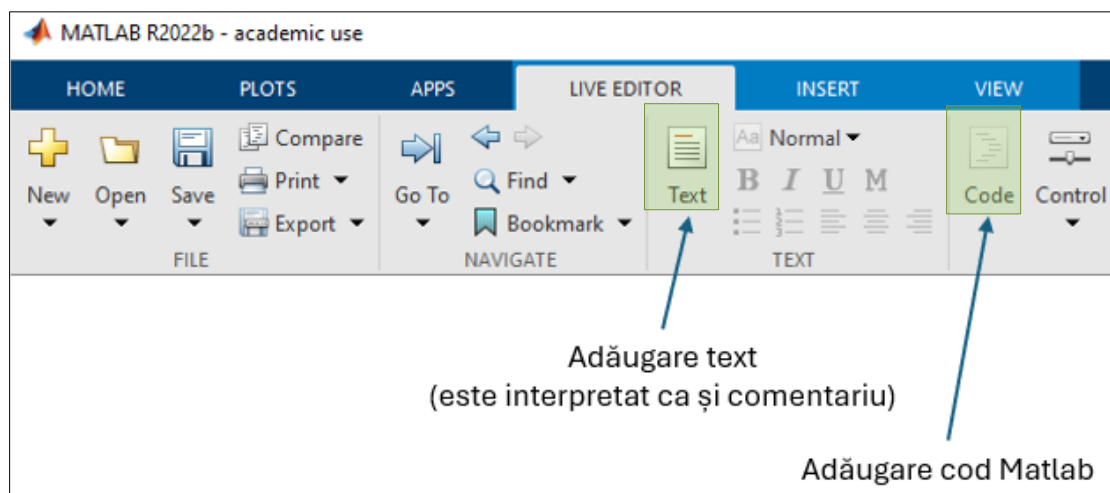 MATLAB R2022b - academic use
HOME PLOTS APPS LIVE EDITOR INSERT VIEW
New Open Save Compare Print Export
FILE
Go To Find Bookmark
NAVIGATE
Text Aa Normal
B I U M
TEXT
Code Control
Adăugare text
(este interpretat ca și comentariu)
Adăugare cod Matlab